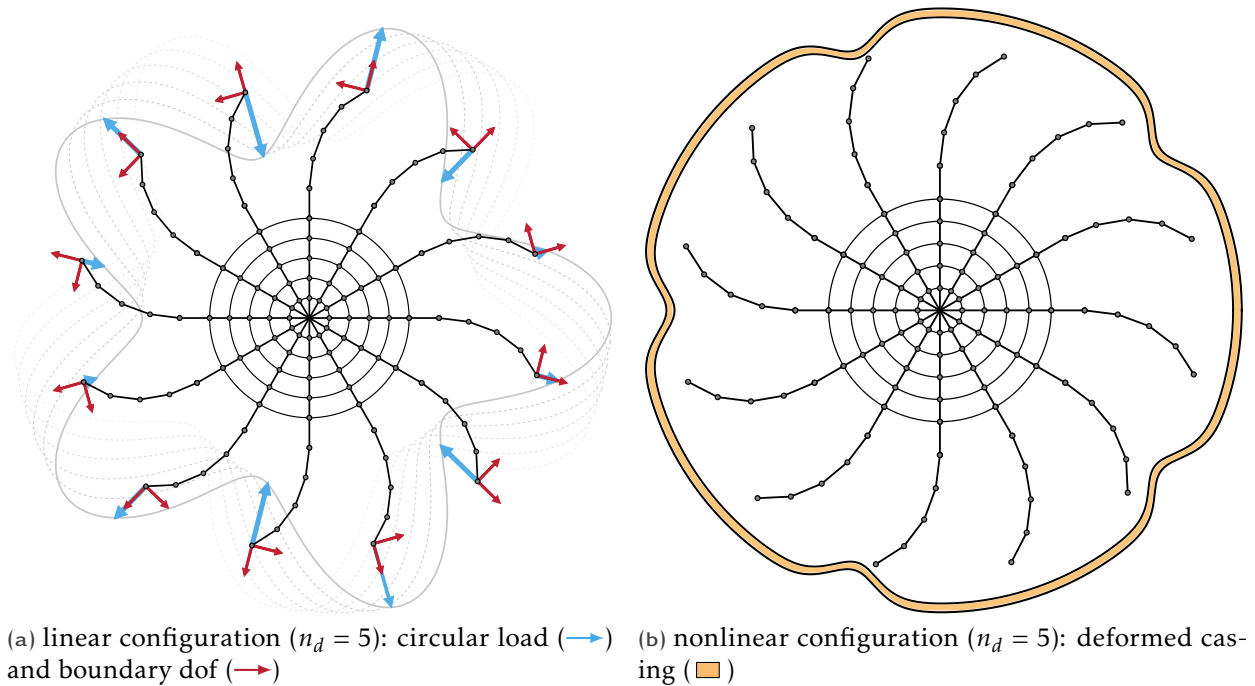 (a) linear configuration (n_d = 5): circular load (→)
and boundary dof (→)
(b) nonlinear configuration (n_d = 5): deformed cas-
ing ( )